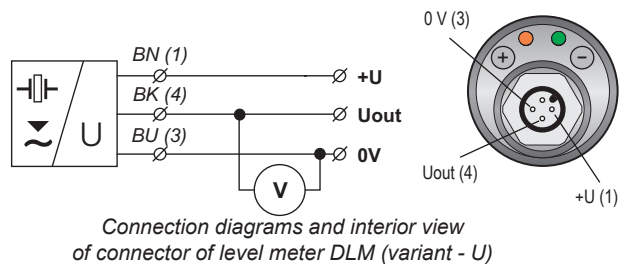 BN (1)
+U
BK (4)
Uout
U
BU (3)
0V
V
0 V (3)
+
−
Uout (4)
+U (1)
Connection diagrams and interior view
of connector of level meter DLM (variant - U)